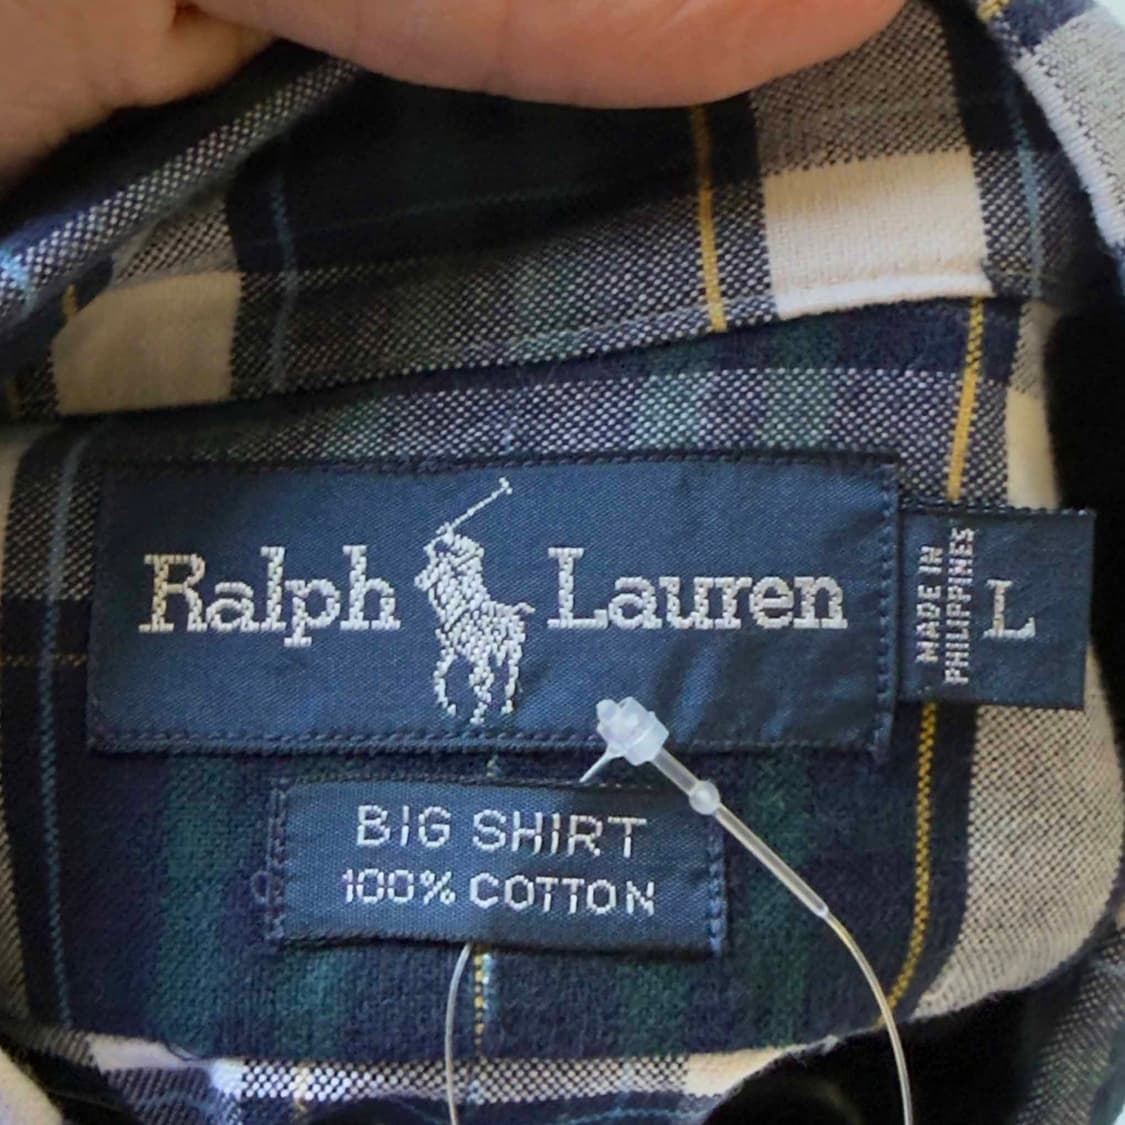 Ralph Lauren
MADE IN
PHILIPPINES
L
BIG SHIRT
100% COTTON